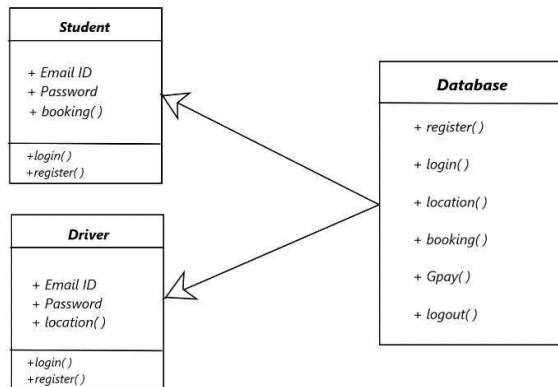 Student
+ Email ID
+ Password
+ booking( )
+login( )
+register( )
Driver
+ Email ID
+ Password
+ location( )
+login( )
+register( )
Database
+ register( )
+ login( )
+ location( )
+ booking( )
+ Gpay( )
+ logout( )